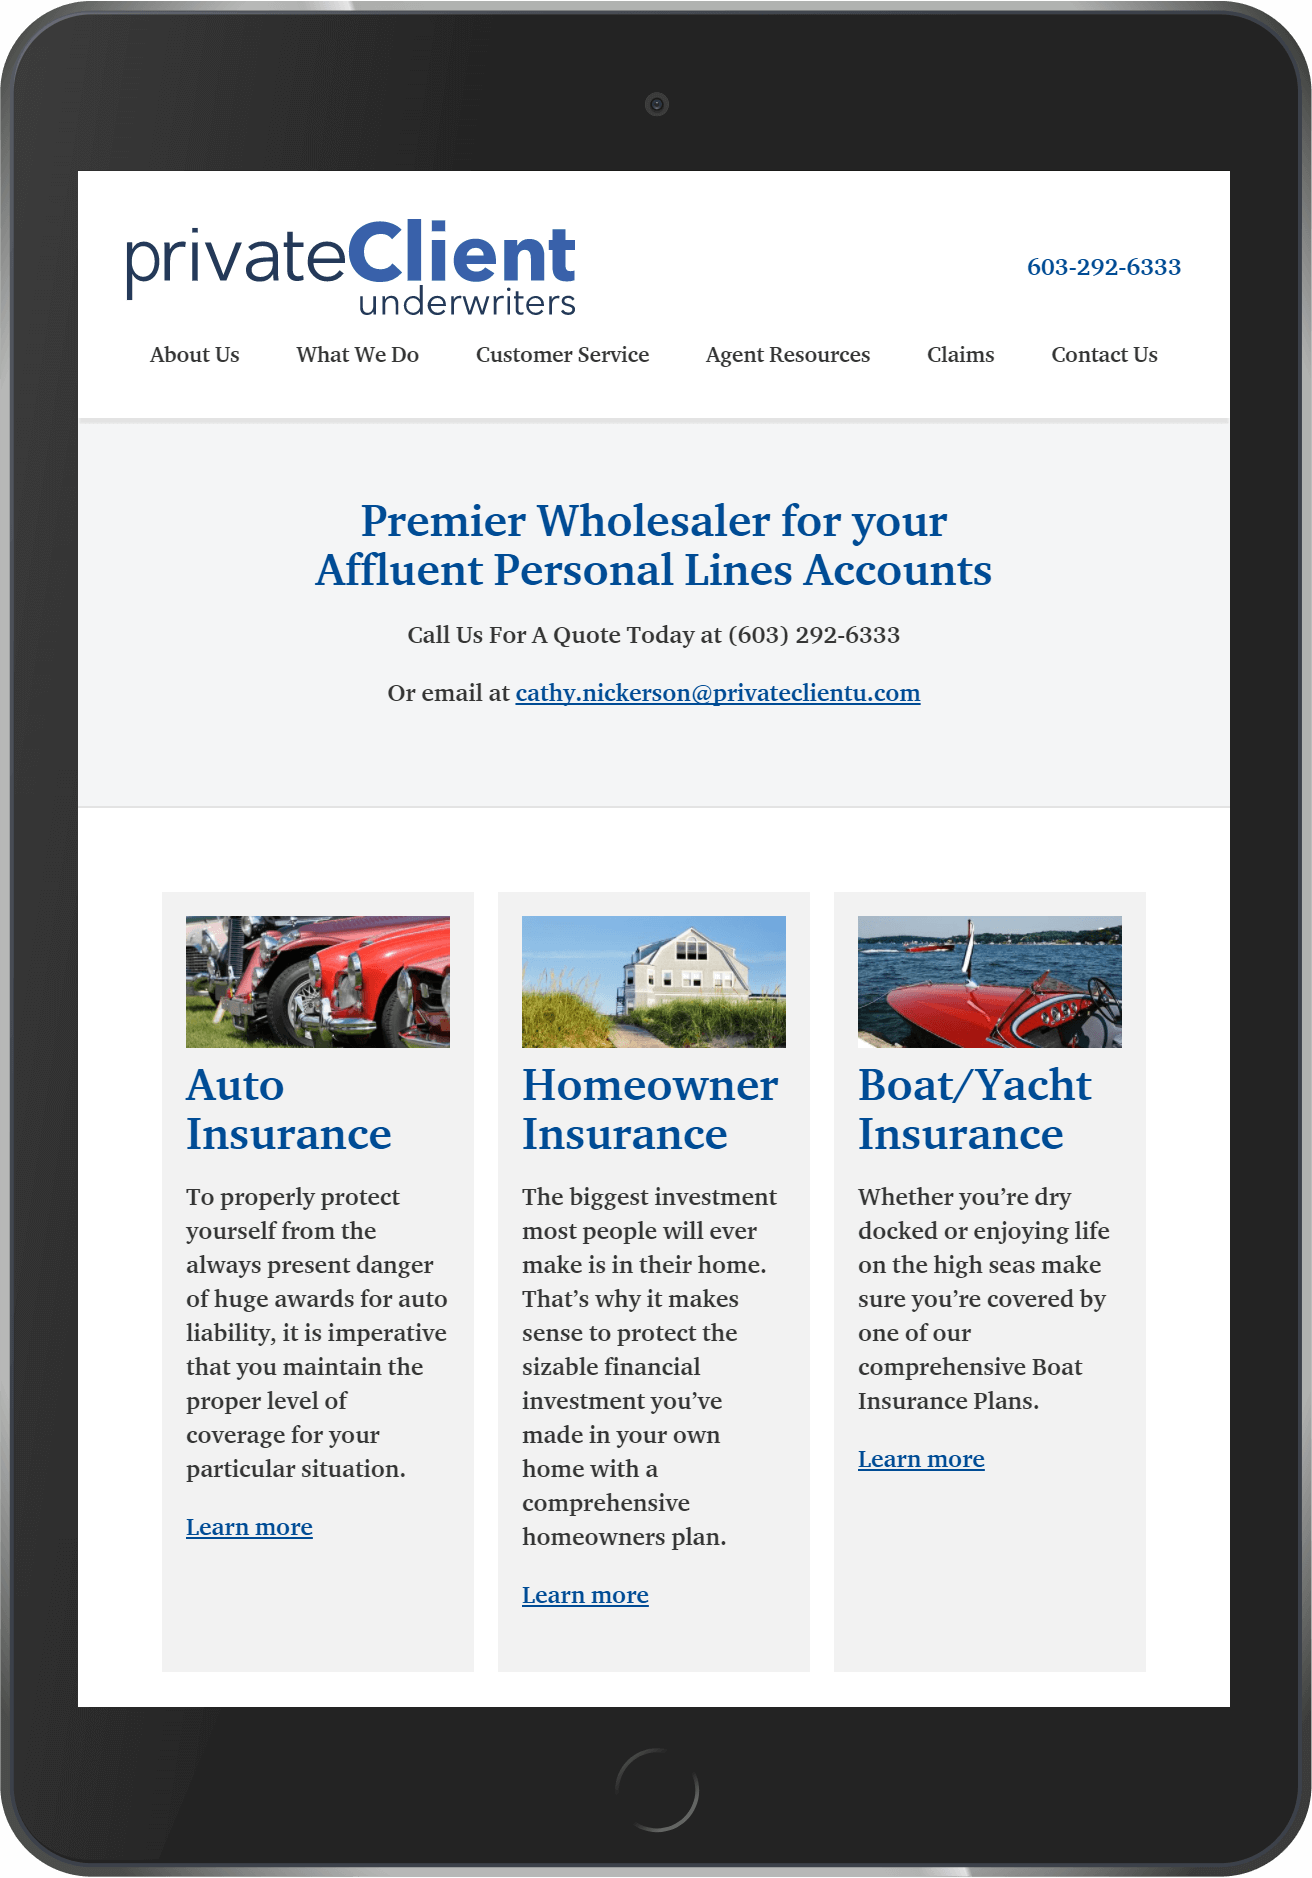 privateClient
underwriters
603-292-6333
About Us What We Do Customer Service Agent Resources Claims Contact Us
Premier Wholesaler for your
Affluent Personal Lines Accounts
Call Us For A Quote Today at (603) 292-6333
Or email at cathy.nickerson@privateclientu.com
Auto
Insurance
To properly protect
yourself from the
always present danger
of huge awards for auto
liability, it is imperative
that you maintain the
proper level of
coverage for your
particular situation.
Learn more
Homeowner
Insurance
The biggest investment
most people will ever
make is in their home.
That’s why it makes
sense to protect the
sizable financial
investment you’ve
made in your own
home with a
comprehensive
homeowners plan.
Learn more
Boat/Yacht
Insurance
Whether you’re dry
docked or enjoying life
on the high seas make
sure you’re covered by
one of our
comprehensive Boat
Insurance Plans.
Learn more